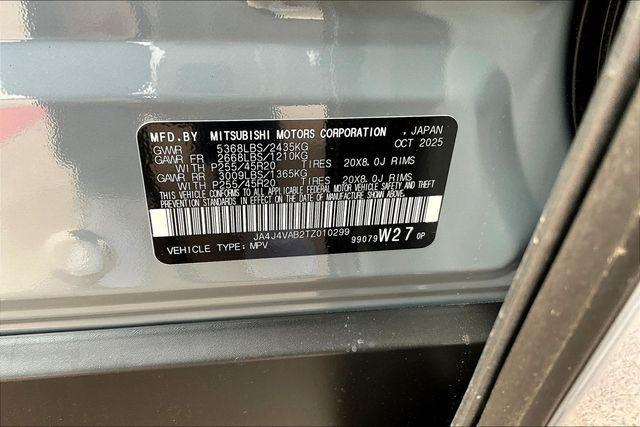 MFD.BY MITSUBISHI MOTORS CORPORATION , JAPAN
GVWR 5368LBS/2435KG OCT 2025
GAWR FR 2668LBS/1210KG TIRES 20X8.0J RIMS
WITH P255/45R20
GAWR RR 3009LBS/1365KG TIRES 20X8.0J RIMS
WITH P255/45R20
THIS VEHICLE CONFORMS TO ALL APPLICABLE FEDERAL MOTOR VEHICLE SAFETY AND THEFT
PREVENTION STANDARDS IN EFFECT ON THE DATE OF MANUFACTURE SHOWN ABOVE.
JA4J4VAB2TZ010299
VEHICLE TYPE: MPV 99079 W27 0P